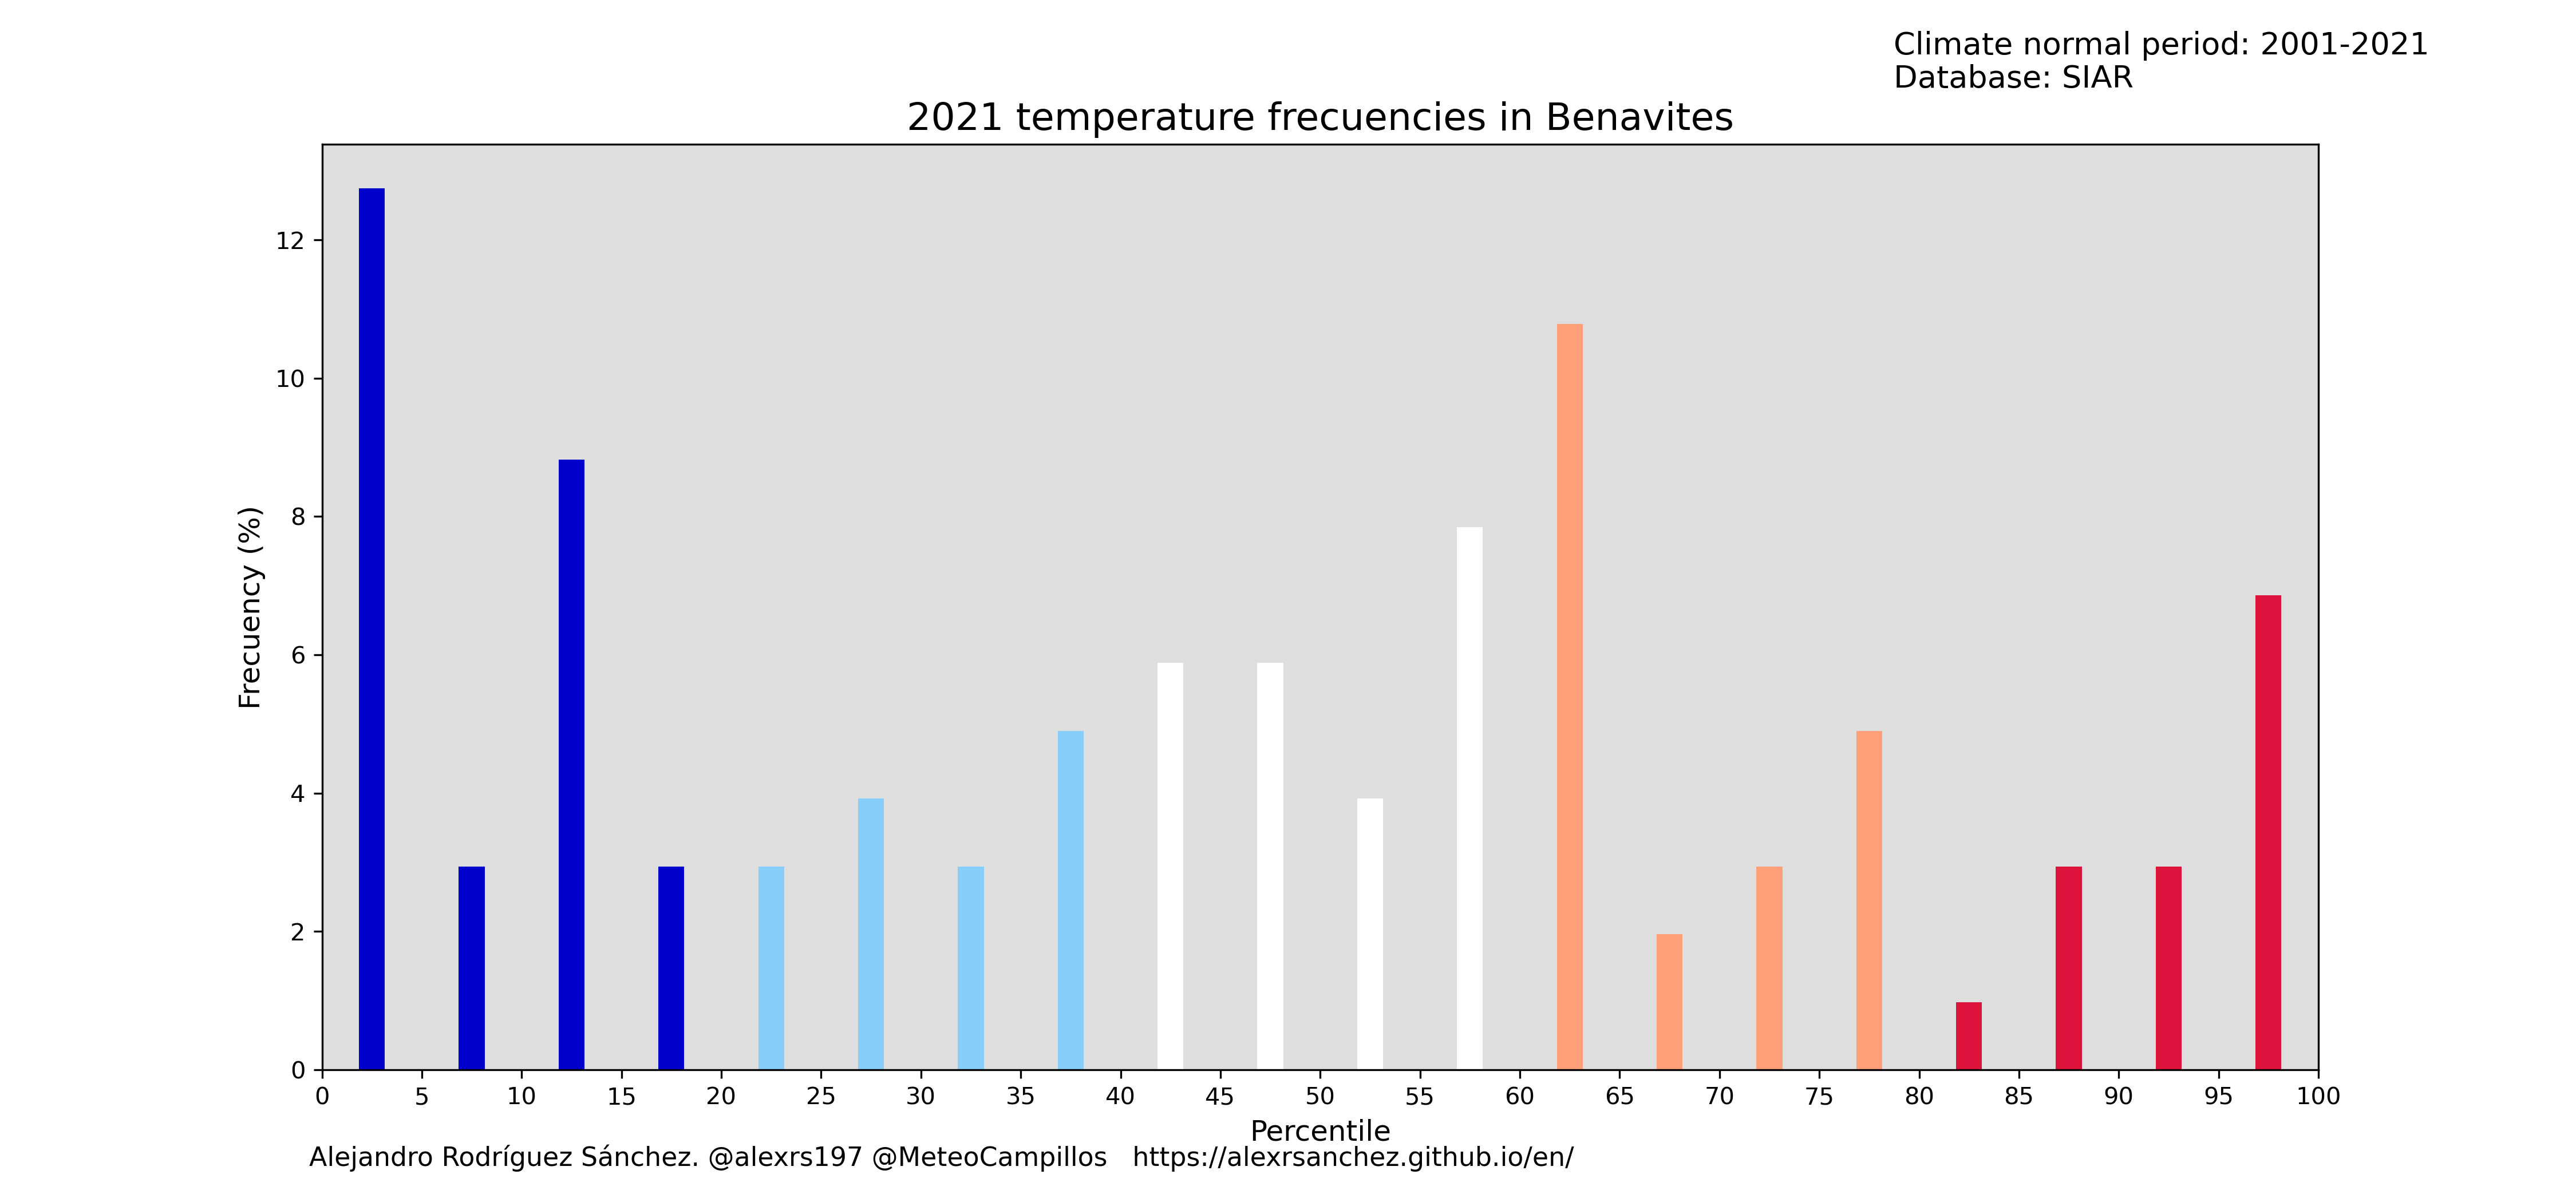 Climate normal period: 2001-2021
Database: SIAR
2021 temperature frecuencies in Benavites
Frecuency (%)
12
10
8
6
4
2
0
0 5 10 15 20 25 30 35 40 45 50 55 60 65 70 75 80 85 90 95 100
Percentile
Alejandro Rodríguez Sánchez. @alexrs197 @MeteoCampillos https://alexrsanchez.github.io/en/